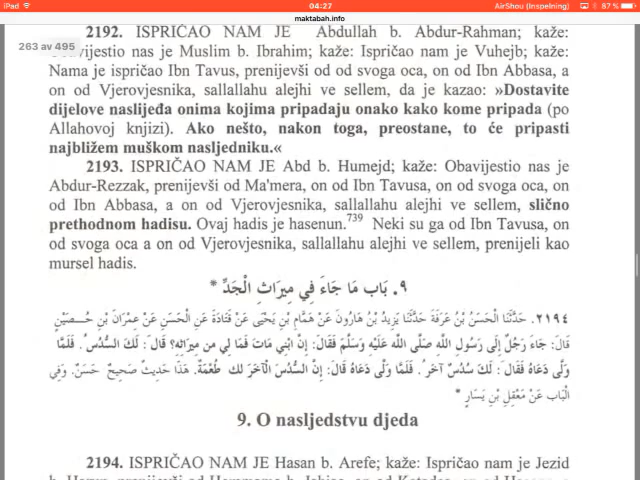 iPad
04:27
AirShou (Inspelning)
87 %
maktabah.info
263 av 495
2192. ISPRIČAO NAM JE Abdullah b. Abdur-Rahman; kaže:
Obavijestio nas je Muslim b. Ibrahim; kaže: Ispričao nam je Vuhejb; kaže:
Nama je ispričao Ibn Tavus, prenijevši od svoga oca, on od Ibn Abbasa, a
on od Vjerovjesnika, sallallahu alejhi ve sellem, da je kazao: »Dostavite
dijelove naslijeđa onima kojima pripadaju onako kako kome pripada (po
Allahovoj knjizi). Ako nešto, nakon toga, preostane, to će pripasti
najbližem muškom nasljedniku.«
2193. ISPRIČAO NAM JE Abd b. Humejd; kaže: Obavijestio nas je
Abdur-Rezzak, prenijevši od Ma'mera, on od Ibn Tavusa, on od svoga oca, on
od Ibn Abbasa, a on od Vjerovjesnika, sallallahu alejhi ve sellem, slično
prethodnom hadisu. Ovaj hadis je hasenun.739 Neki su ga od Ibn Tavusa, on
od svoga oca a on od Vjerovjesnika, sallallahu alejhi ve sellem, prenijeli kao
mursel hadis.
٩. بَاب مَا جَاءَ فِي مِيرَاثِ الْجَدِّ *
٢١٩٤. حَدَّثَنَا الْحَسَنُ بْنُ عَرَفَةَ حَدَّثَنَا يَزِيدُ بْنُ هَارُونَ عَنْ هَمَّامِ بْنِ يَحْيَى عَنْ قَتَادَةَ عَنِ الْحَسَنِ عَنْ عِمْرَانَ بْنِ حُصَيْنٍ
قَالَ: جَاءَ رَجُلٌ إِلَى رَسُولِ اللَّهِ صَلَّى اللَّهُ عَلَيْهِ وَسَلَّمَ فَقَالَ: إِنَّ ابْنِي مَاتَ فَمَا لِي مِنْ مِيرَاثِهِ؟ قَالَ: لَكَ السُّدُسُ. فَلَمَّا
وَلَّى دَعَاهُ فَقَالَ: لَكَ سُدُسٌ آخَرُ. فَلَمَّا وَلَّى دَعَاهُ قَالَ: إِنَّ السُّدُسَ الْآخَرَ لَكَ طُعْمَةٌ. هَذَا حَدِيثٌ صَحِيحٌ حَسَنٌ. وَفِي
الْبَاب عَنْ مَعْقِلِ بْنِ يَسَارٍ *
9. O nasljedstvu djeda
2194. ISPRIČAO NAM JE Hasan b. Arefe; kaže: Ispričao nam je Jezid